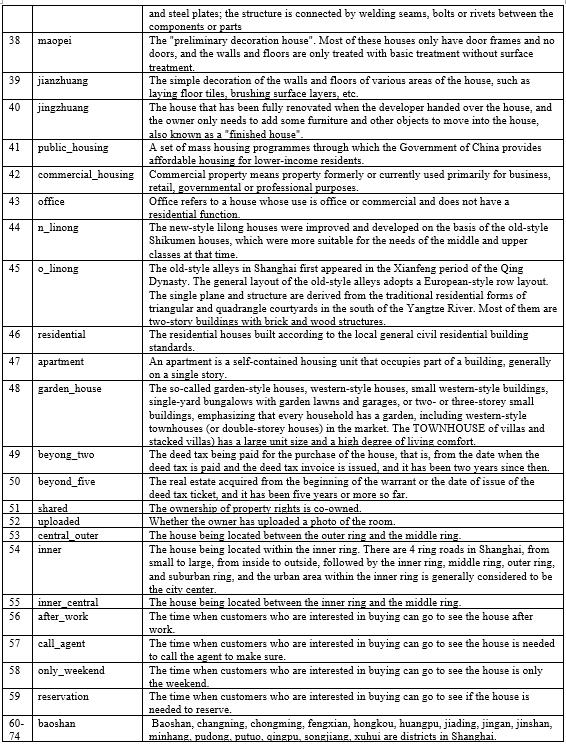 and steel plates; the structure is connected by welding seams, bolts or rivets between the
components or parts
38 maopei The "preliminary decoration house". Most of these houses only have door frames and no
doors, and the walls and floors are only treated with basic treatment without surface
treatment.
39 jianzhuang The simple decoration of the walls and floors of various areas of the house, such as
laying floor tiles, brushing surface layers, etc.
40 jingzhuang The house that has been fully renovated when the developer handed over the house, and
the owner only needs to add some furniture and other objects to move into the house,
also known as a "finished house".
41 public_housing A set of mass housing programmes through which the Government of China provides
affordable housing for lower-income residents.
42 commercial_housing Commercial property means property formerly or currently used primarily for business,
retail, governmental or professional purposes.
43 office Office refers to a house whose use is office or commercial and does not have a
residential function.
44 n_linong The new-style lilong houses were improved and developed on the basis of the old-style
Shikumen houses, which were more suitable for the needs of the middle and upper
classes at that time.
45 o_linong The old-style alleys in Shanghai first appeared in the Xianfeng period of the Qing
Dynasty. The general layout of the old-style alleys adopts a European-style row layout.
The single plane and structure are derived from the traditional residential forms of
triangular and quadrangle courtyards in the south of the Yangtze River. Most of them are
two-story buildings with brick and wood structures.
46 residential The residential houses built according to the local general civil residential building
standards.
47 apartment An apartment is a self-contained housing unit that occupies part of a building, generally
on a single story.
48 garden_house The so-called garden-style houses, western-style houses, small western-style buildings,
single-yard bungalows with garden lawns and garages, or two- or three-storey small
buildings, emphasizing that every household has a garden, including western-style
townhouses (or double-storey houses) in the market. The TOWNHOUSE of villas and
stacked villas) has a large unit size and a high degree of living comfort.
49 beyong_two The deed tax being paid for the purchase of the house, that is, from the date when the
deed tax is paid and the deed tax invoice is issued, and it has been two years since then.
50 beyond_five The real estate acquired from the beginning of the warrant or the date of issue of the
deed tax ticket, and it has been five years or more so far.
51 shared The ownership of property rights is co-owned.
52 uploaded Whether the owner has uploaded a photo of the room.
53 central_outer The house being located between the outer ring and the middle ring.
54 inner The house being located within the inner ring. There are 4 ring roads in Shanghai, from
small to large, from inside to outside, followed by the inner ring, middle ring, outer ring,
and suburban ring, and the urban area within the inner ring is generally considered to be
the city center.
55 inner_central The house being located between the inner ring and the middle ring.
56 after_work The time when customers who are interested in buying can go to see the house after
work.
57 call_agent The time when customers who are interested in buying can go to see the house is needed
to call the agent to make sure.
58 only_weekend The time when customers who are interested in buying can go to see the house is only
the weekend.
59 reservation The time when customers who are interested in buying can go to see if the house is
needed to reserve.
60- baoshan Baoshan, changning, chongming, fengxian, hongkou, huangpu, jiading, jingan, jinshan,
74 minhang, pudong, putuo, qingpu, songjiang, xuhui are districts in Shanghai.